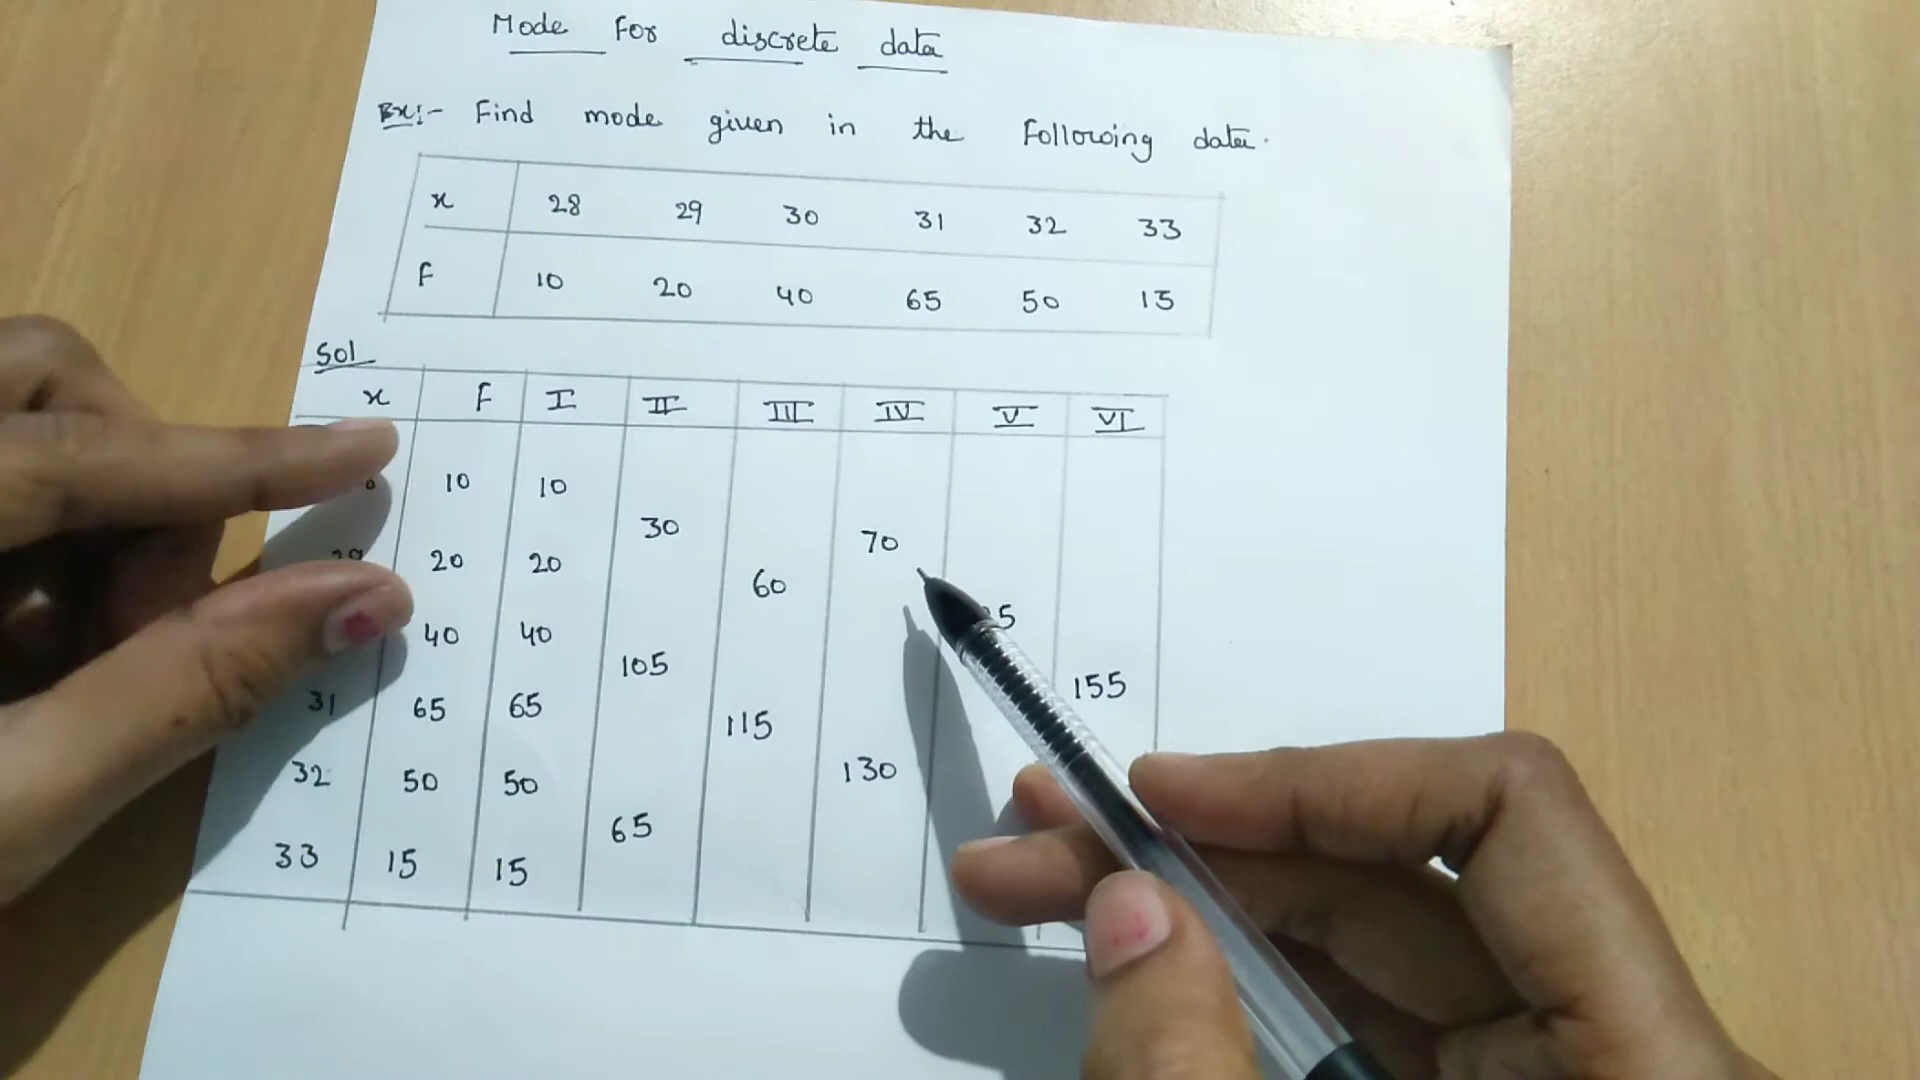 Mode For discrete data
Ex:- Find mode given in the Following data.
x 28 29 30 31 32 33
F 10 20 40 65 50 15
Sol
x F I II III IV V VI
10 10
30 70
20 20
60
40 40
105 155
31 65 65
115
32 50 50 130
65
33 15 15